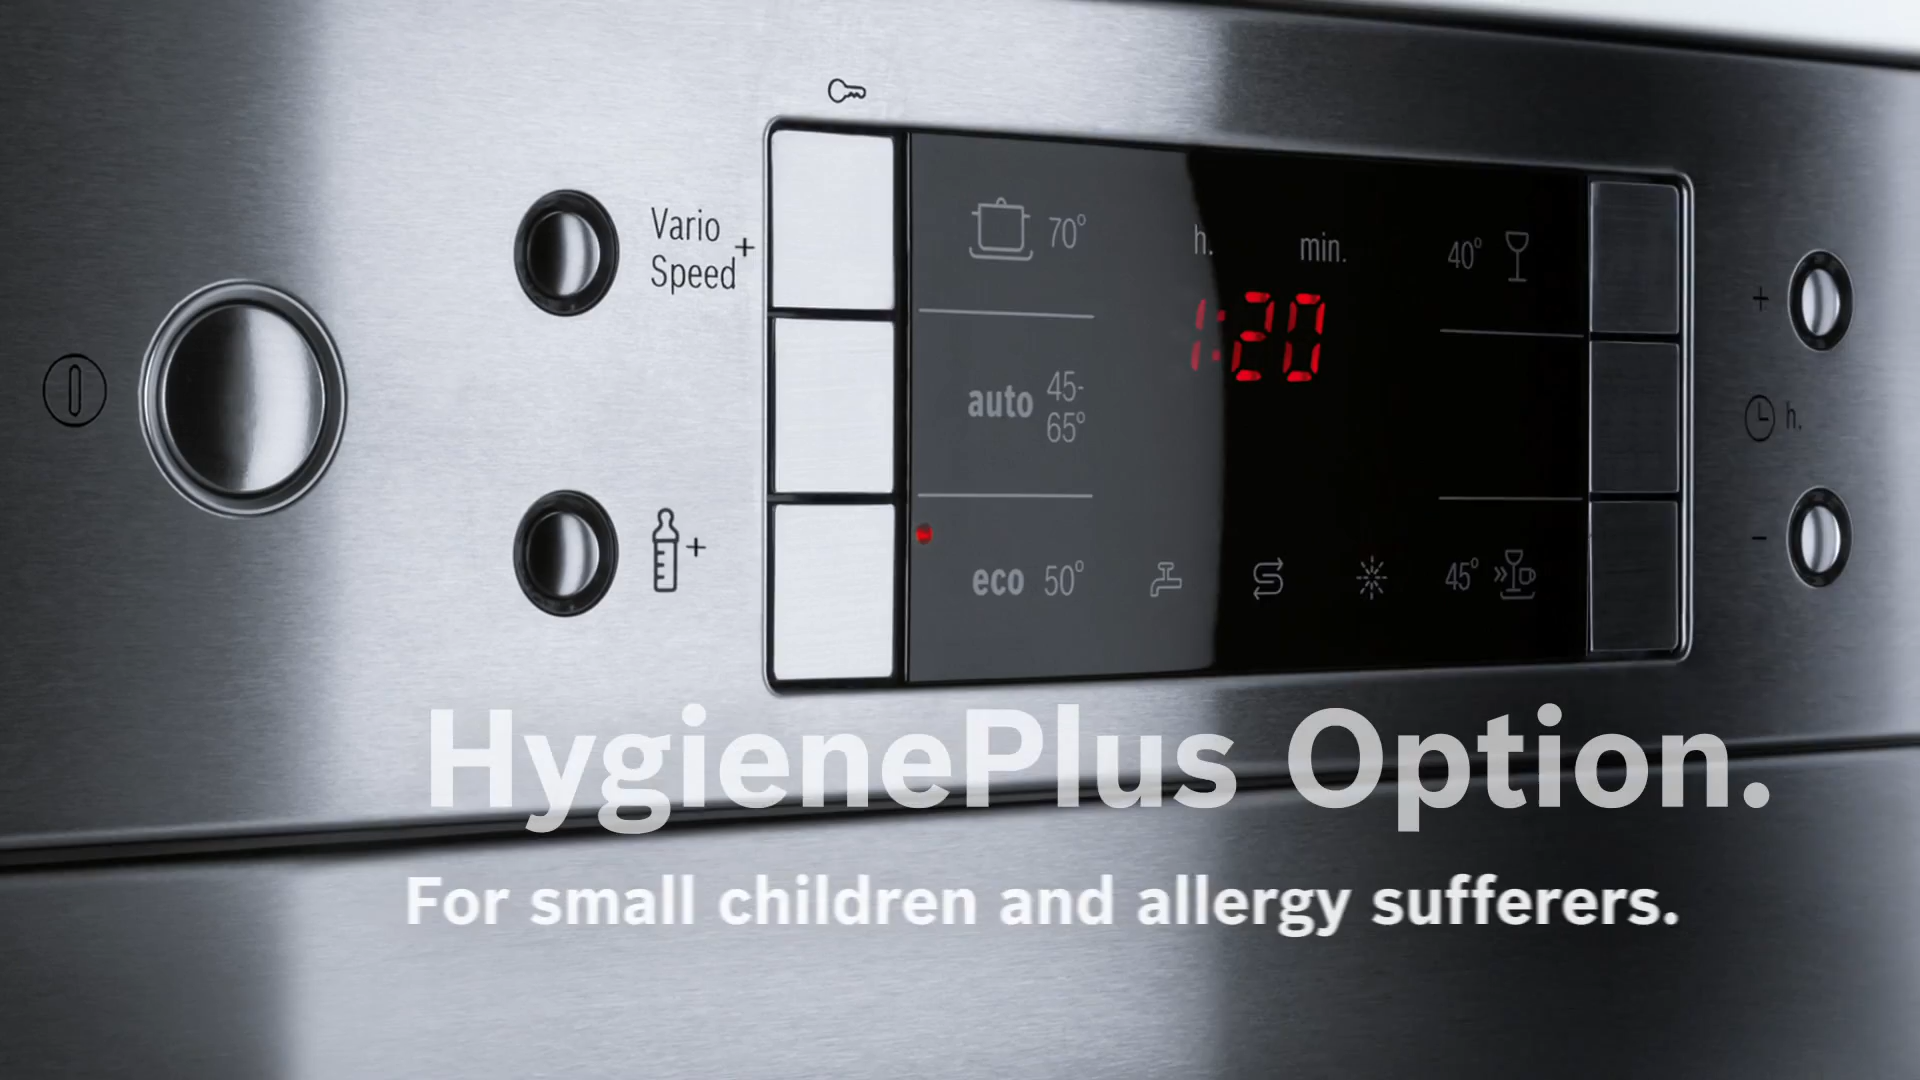 Vario
Speed+
+
70°
auto 45-
65°
eco 50°
h. min.
1:20
40°
45°
+
h.
-
HygienePlus Option.
For small children and allergy sufferers.